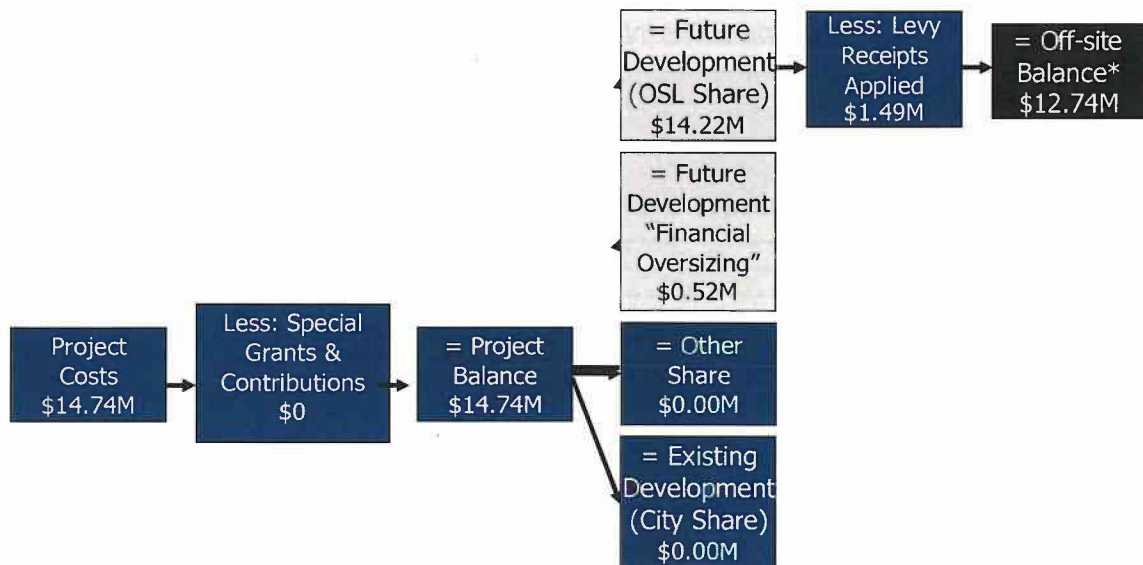 = Future
Development
(OSL Share)
$14.22M
Less: Levy
Receipts
Applied
$1.49M
= Off-site
Balance*
$12.74M
= Future
Development
"Financial
Oversizing"
$0.52M
Project
Costs
$14.74M
Less: Special
Grants &
Contributions
$0
= Project
Balance
$14.74M
= Other
Share
$0.00M
= Existing
Development
(City Share)
$0.00M